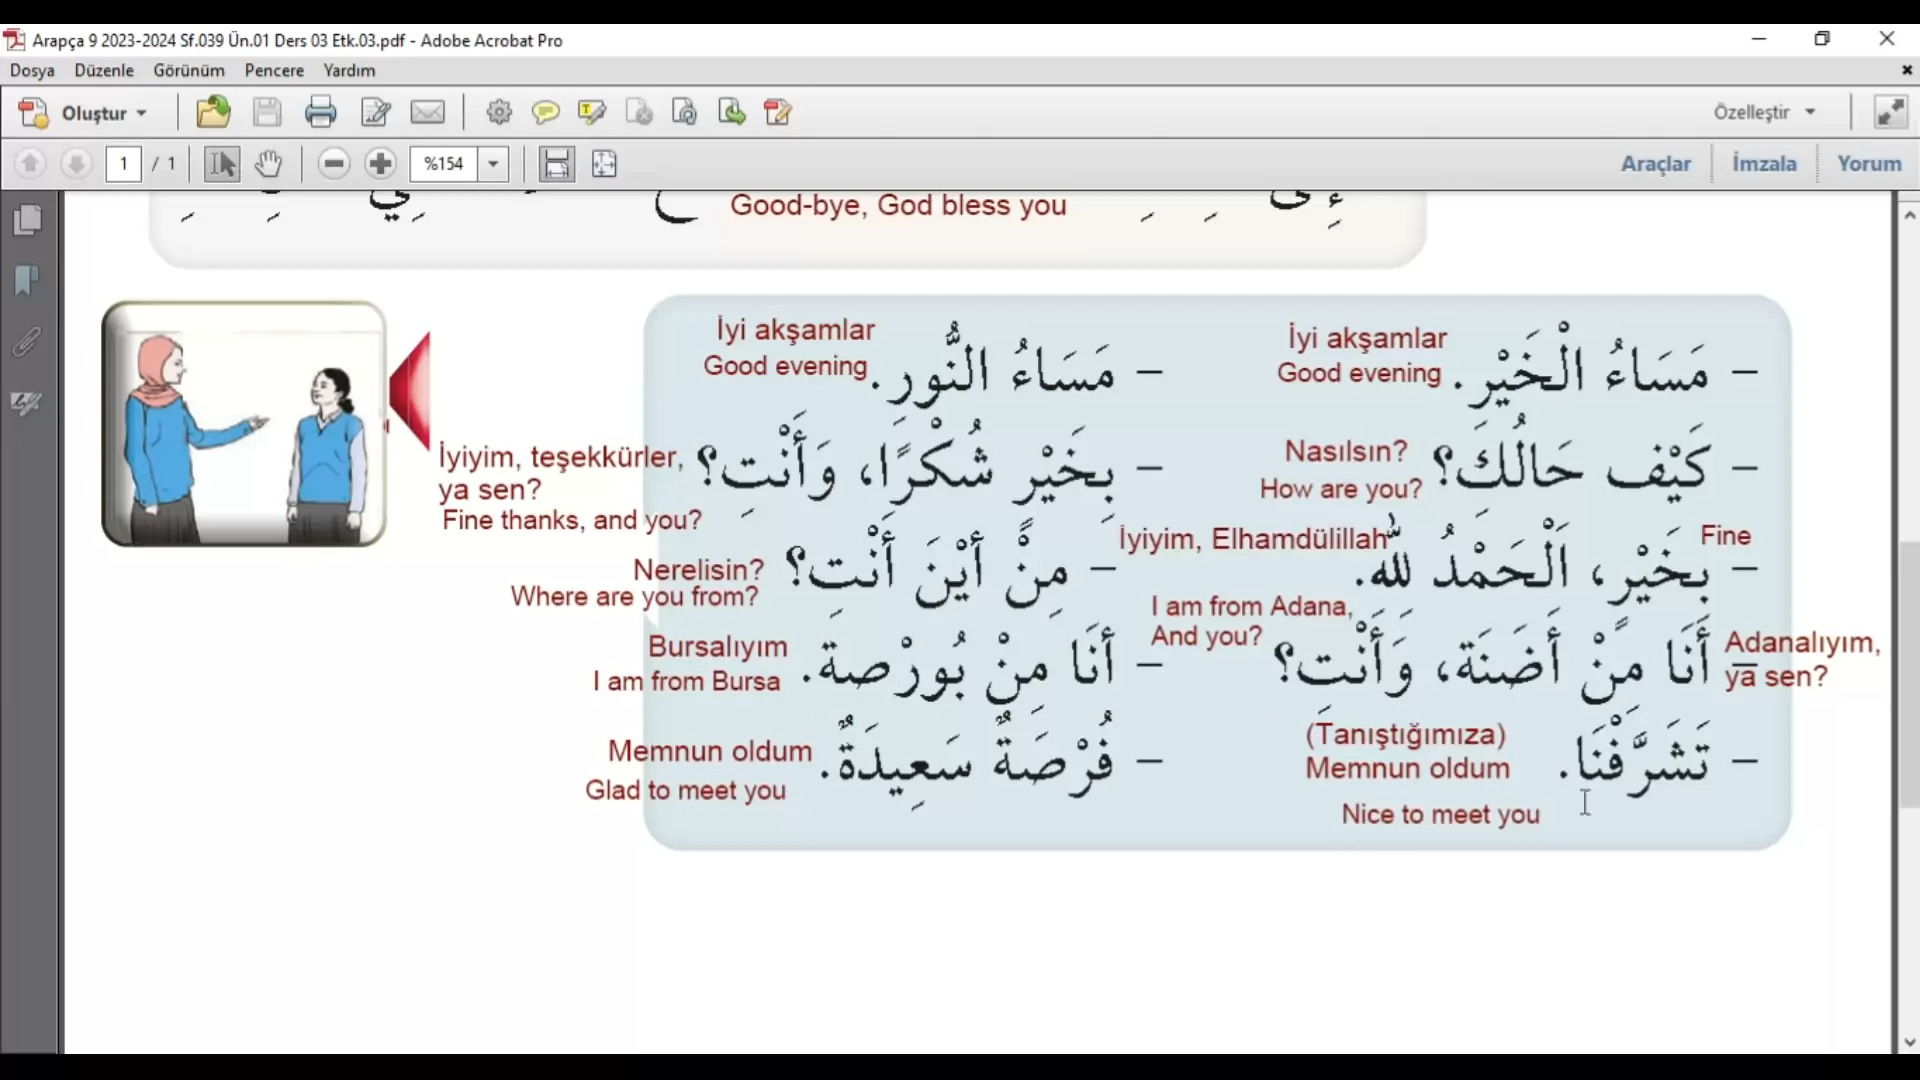 Arapça 9 2023-2024 Sf.039 Ün.01 Ders 03 Etk.03.pdf - Adobe Acrobat Pro
Dosya Düzenle Görünüm Pencere Yardım
Oluştur
Özelleştir
1 / 1
%154
Araçlar İmzala Yorum
Good-bye, God bless you
İyi akşamlar
Good evening
– مَسَاءُ الْخَيْرِ.
İyi akşamlar
Good evening
– مَسَاءُ النُّورِ.
Nasılsın?
How are you?
– كَيْفَ حَالُكَ؟
İyiyim, teşekkürler,
ya sen?
Fine thanks, and you?
– بِخَيْرٍ شُكْرًا، وَأَنْتِ؟
İyiyim, Elhamdülillah
Fine
– بِخَيْرٍ، اَلْحَمْدُ لِلّٰهِ.
Nerelisin?
Where are you from?
– مِنْ أَيْنَ أَنْتِ؟
I am from Adana,
And you?
Adanalıyım,
ya sen?
– أَنَا مِنْ أَضَنَةَ، وَأَنْتِ؟
Bursalıyım
I am from Bursa
– أَنَا مِنْ بُورْصَةَ.
(Tanıştığımıza)
Memnun oldum
Nice to meet you
– تَشَرَّفْنَا.
Memnun oldum
Glad to meet you
– فُرْصَةٌ سَعِيدَةٌ.